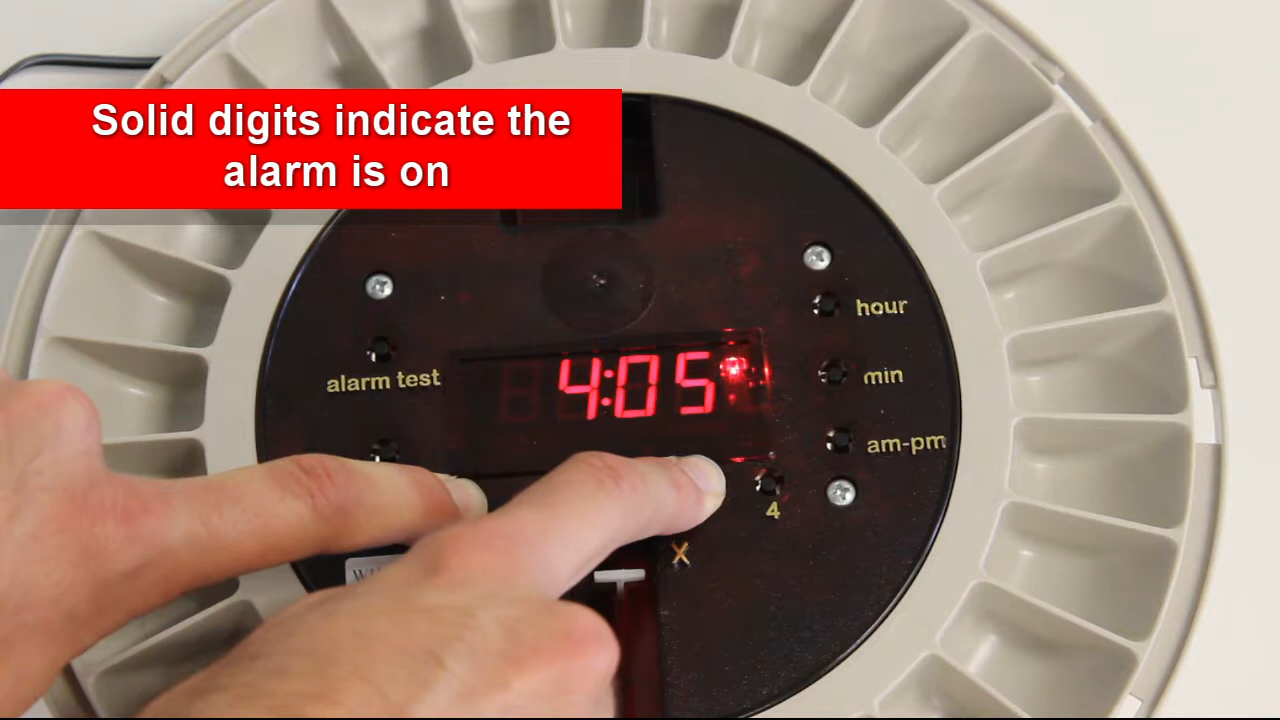 Solid digits indicate the
alarm is on
hour
alarm test
4:05
min
am-pm
4
X